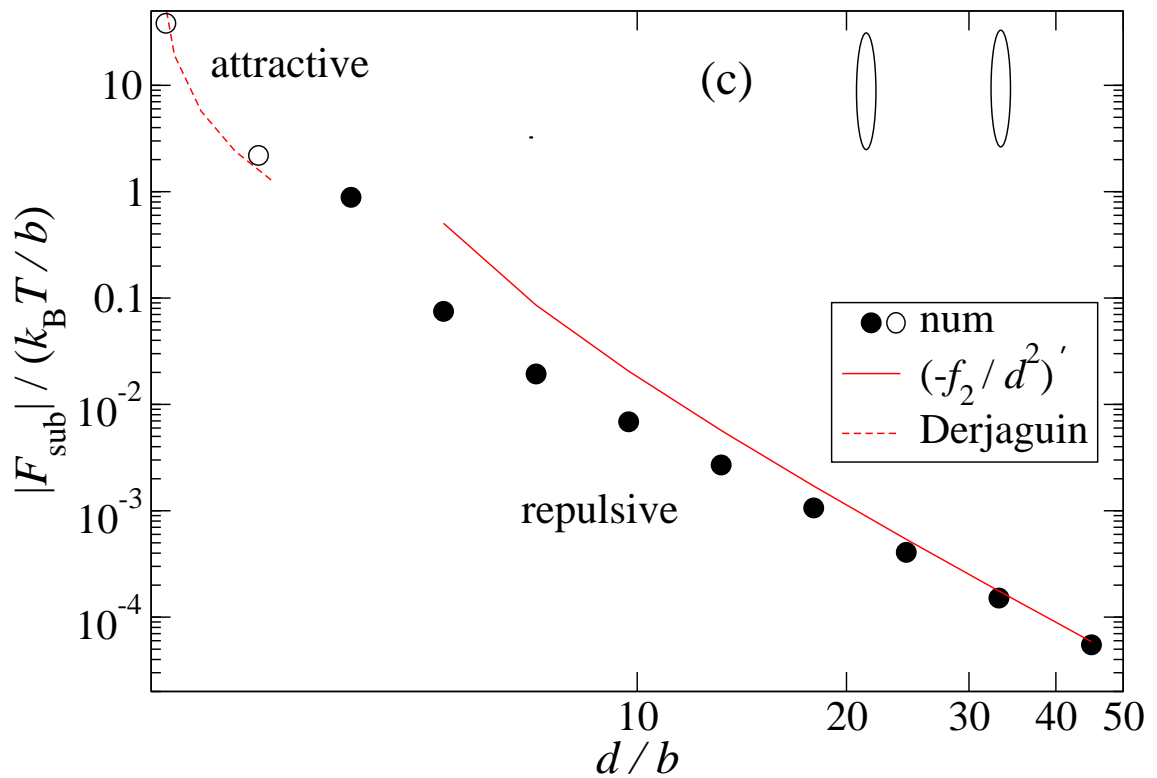 attractive
(c)
10
1
0.1
10^-2
10^-3
10^-4
|F_sub| / (k_B T / b)
num
(-f_2 / d^2)′
Derjaguin
repulsive
10
20
30
40
50
d / b